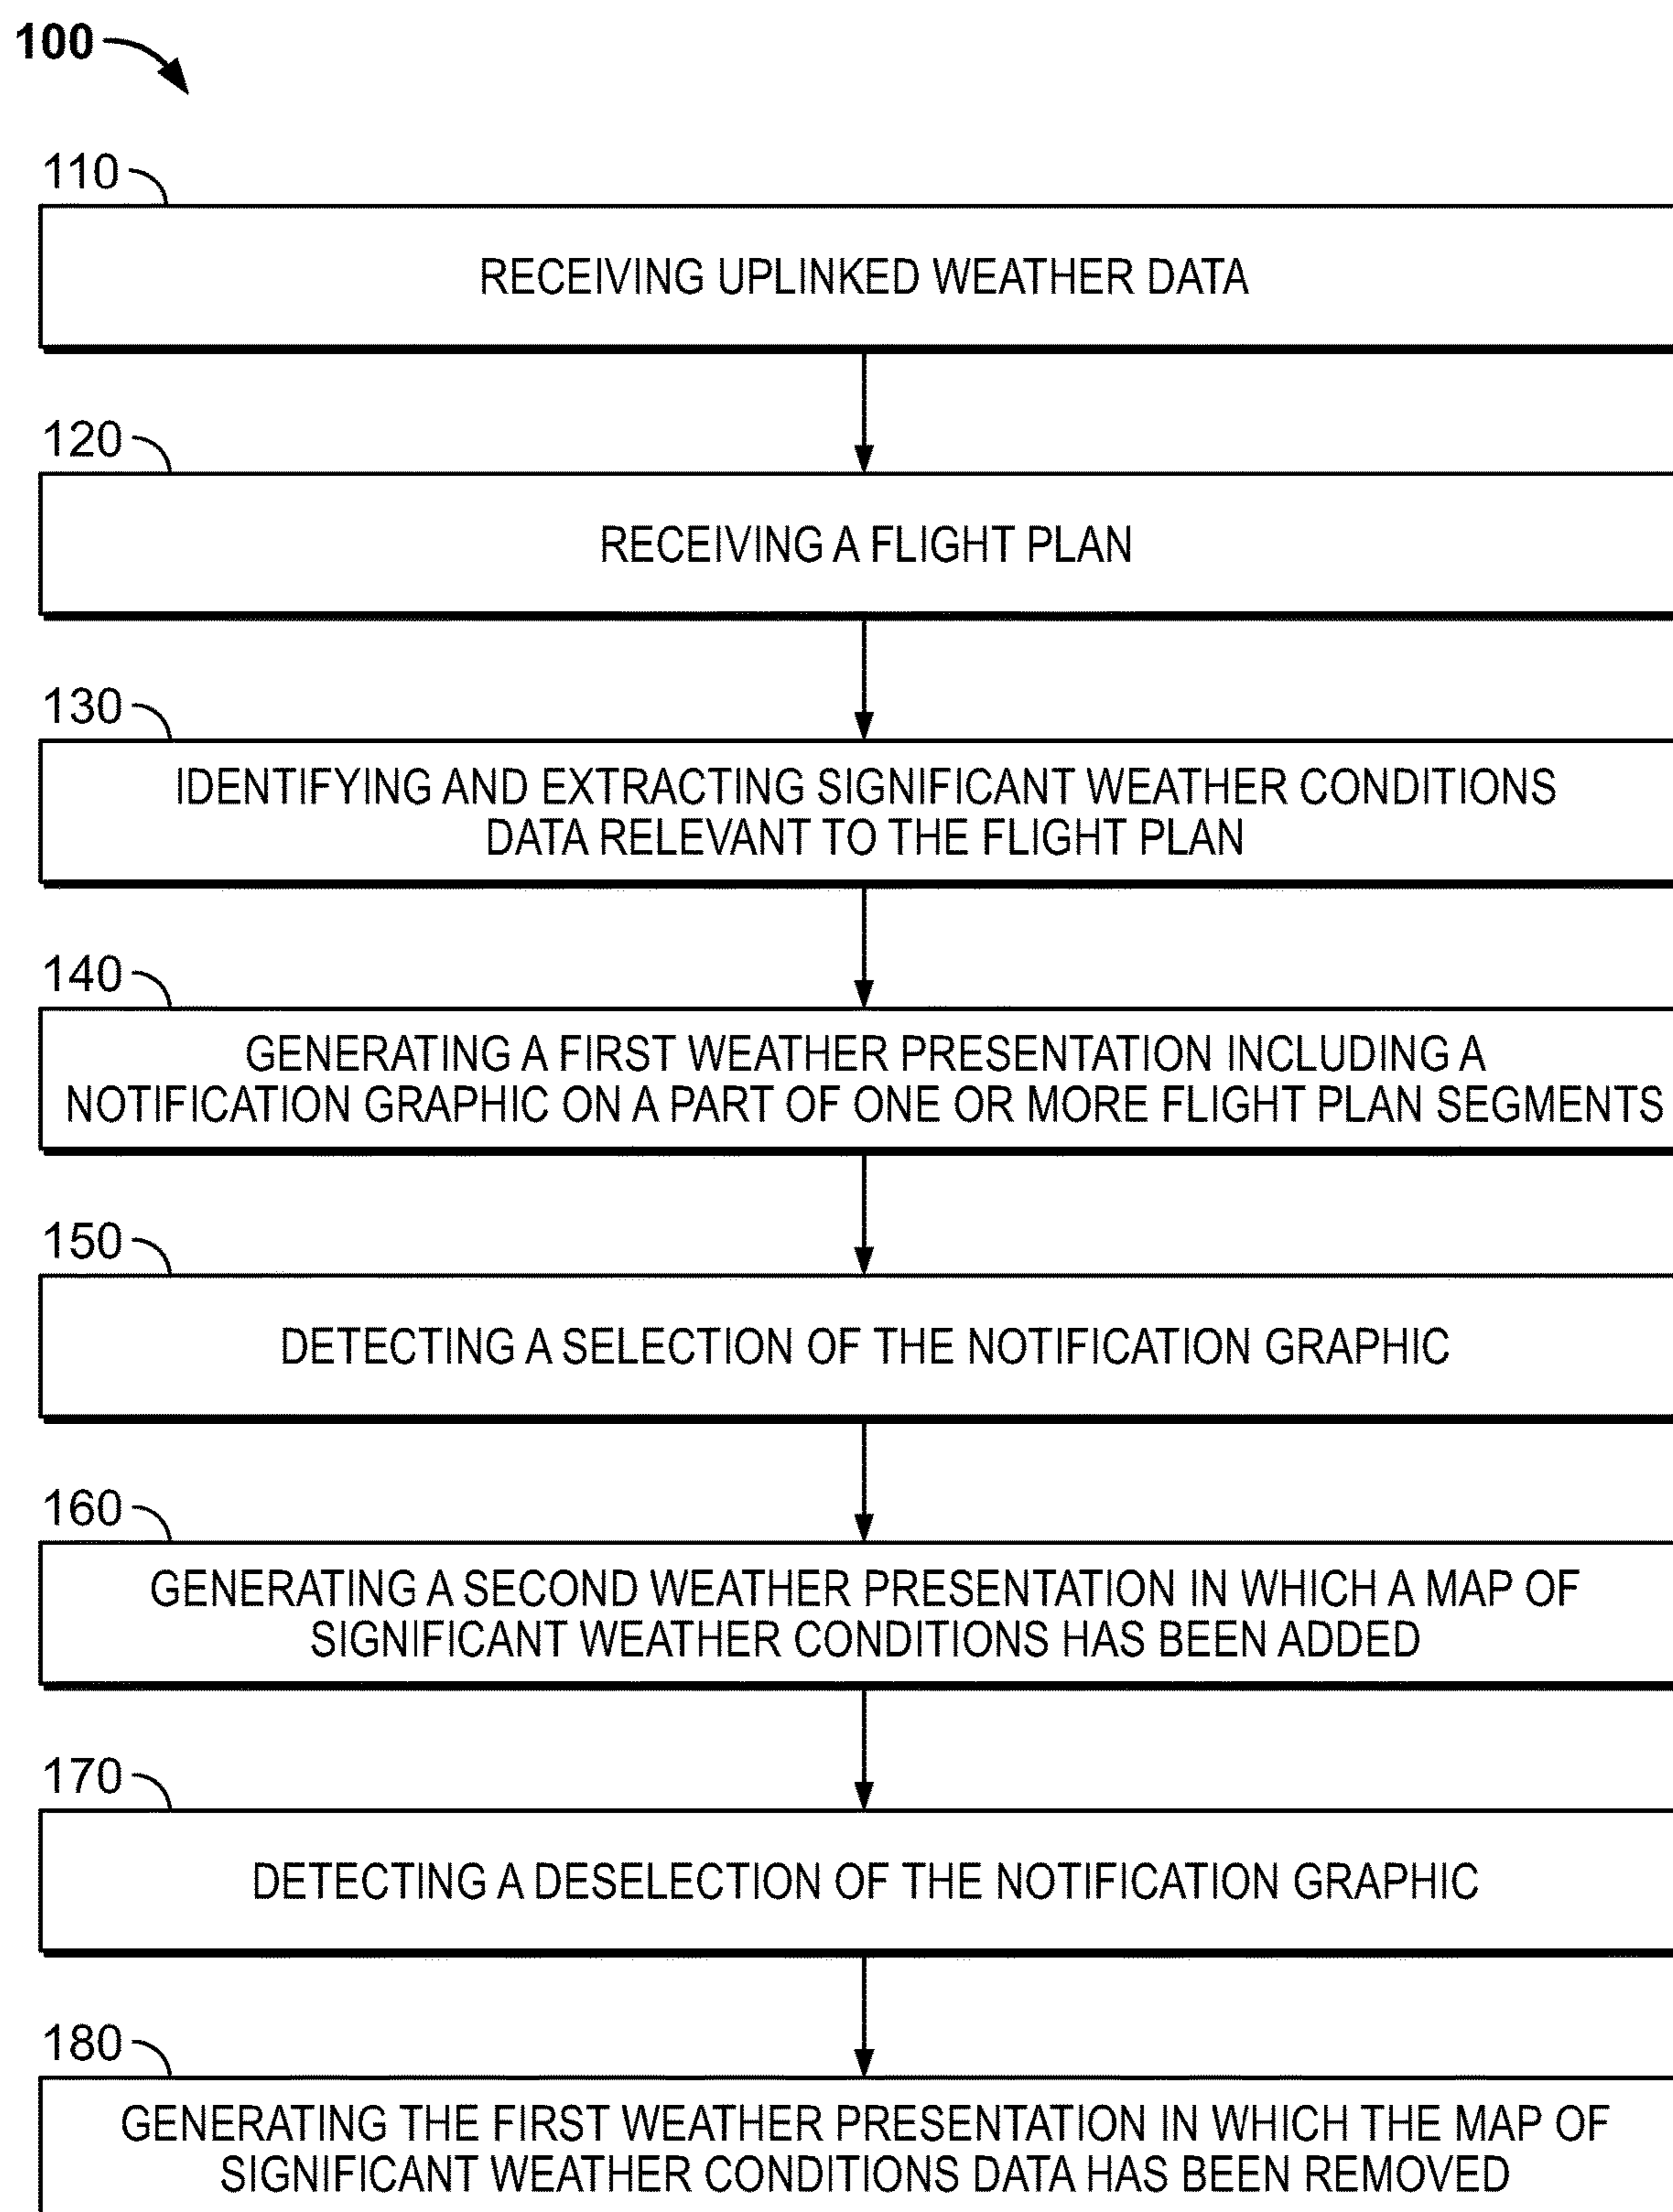 100
110
RECEIVING UPLINKED WEATHER DATA
120
RECEIVING A FLIGHT PLAN
130
IDENTIFYING AND EXTRACTING SIGNIFICANT WEATHER CONDITIONS
DATA RELEVANT TO THE FLIGHT PLAN
140
GENERATING A FIRST WEATHER PRESENTATION INCLUDING A
NOTIFICATION GRAPHIC ON A PART OF ONE OR MORE FLIGHT PLAN SEGMENTS
150
DETECTING A SELECTION OF THE NOTIFICATION GRAPHIC
160
GENERATING A SECOND WEATHER PRESENTATION IN WHICH A MAP OF
SIGNIFICANT WEATHER CONDITIONS HAS BEEN ADDED
170
DETECTING A DESELECTION OF THE NOTIFICATION GRAPHIC
180
GENERATING THE FIRST WEATHER PRESENTATION IN WHICH THE MAP OF
SIGNIFICANT WEATHER CONDITIONS DATA HAS BEEN REMOVED